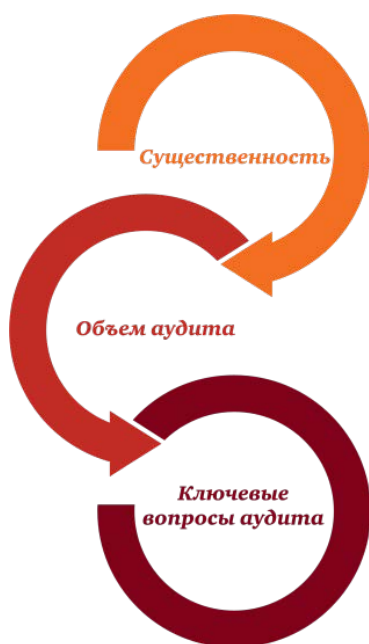 Существенность
Объем аудита
Ключевые
вопросы аудита